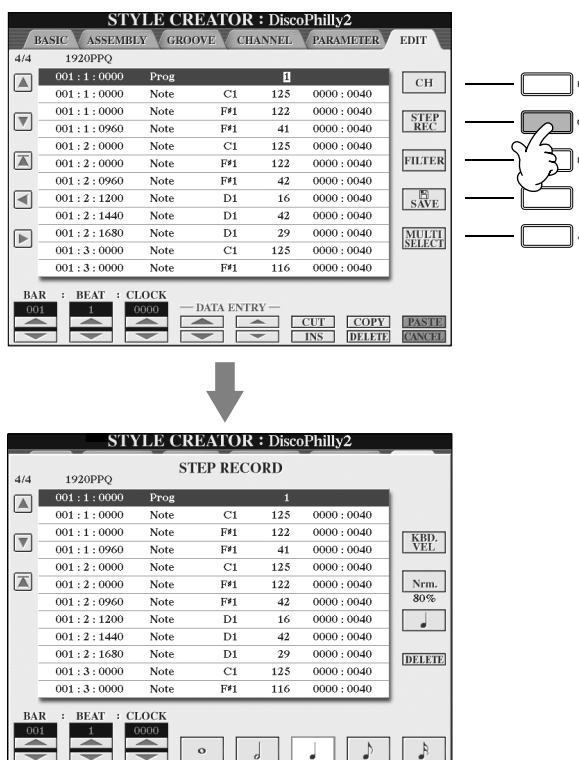 STYLE CREATOR : DiscoPhilly2
BASIC ASSEMBLY GROOVE CHANNEL PARAMETER EDIT
4/4 1920PPQ
001 : 1 : 0000 Prog 1
001 : 1 : 0000 Note C1 125 0000 : 0040
001 : 1 : 0000 Note F#1 122 0000 : 0040
001 : 1 : 0960 Note F#1 41 0000 : 0040
001 : 2 : 0000 Note C1 125 0000 : 0040
001 : 2 : 0000 Note F#1 122 0000 : 0040
001 : 2 : 0960 Note F#1 42 0000 : 0040
001 : 2 : 1200 Note D1 16 0000 : 0040
001 : 2 : 1440 Note D1 42 0000 : 0040
001 : 2 : 1680 Note D1 29 0000 : 0040
001 : 3 : 0000 Note C1 125 0000 : 0040
001 : 3 : 0000 Note F#1 116 0000 : 0040
CH
STEP
REC
FILTER
SAVE
MULTI
SELECT
BAR : BEAT : CLOCK
001 1 0000
DATA ENTRY
CUT COPY PASTE
INS DELETE CANCEL
STYLE CREATOR : DiscoPhilly2
STEP RECORD
4/4 1920PPQ
001 : 1 : 0000 Prog 1
001 : 1 : 0000 Note C1 125 0000 : 0040
001 : 1 : 0000 Note F#1 122 0000 : 0040
001 : 1 : 0960 Note F#1 41 0000 : 0040
001 : 2 : 0000 Note C1 125 0000 : 0040
001 : 2 : 0000 Note F#1 122 0000 : 0040
001 : 2 : 0960 Note F#1 42 0000 : 0040
001 : 2 : 1200 Note D1 16 0000 : 0040
001 : 2 : 1440 Note D1 42 0000 : 0040
001 : 2 : 1680 Note D1 29 0000 : 0040
001 : 3 : 0000 Note C1 125 0000 : 0040
001 : 3 : 0000 Note F#1 116 0000 : 0040
KBD.
VEL
Nrm.
80%
DELETE
BAR : BEAT : CLOCK
001 1 0000